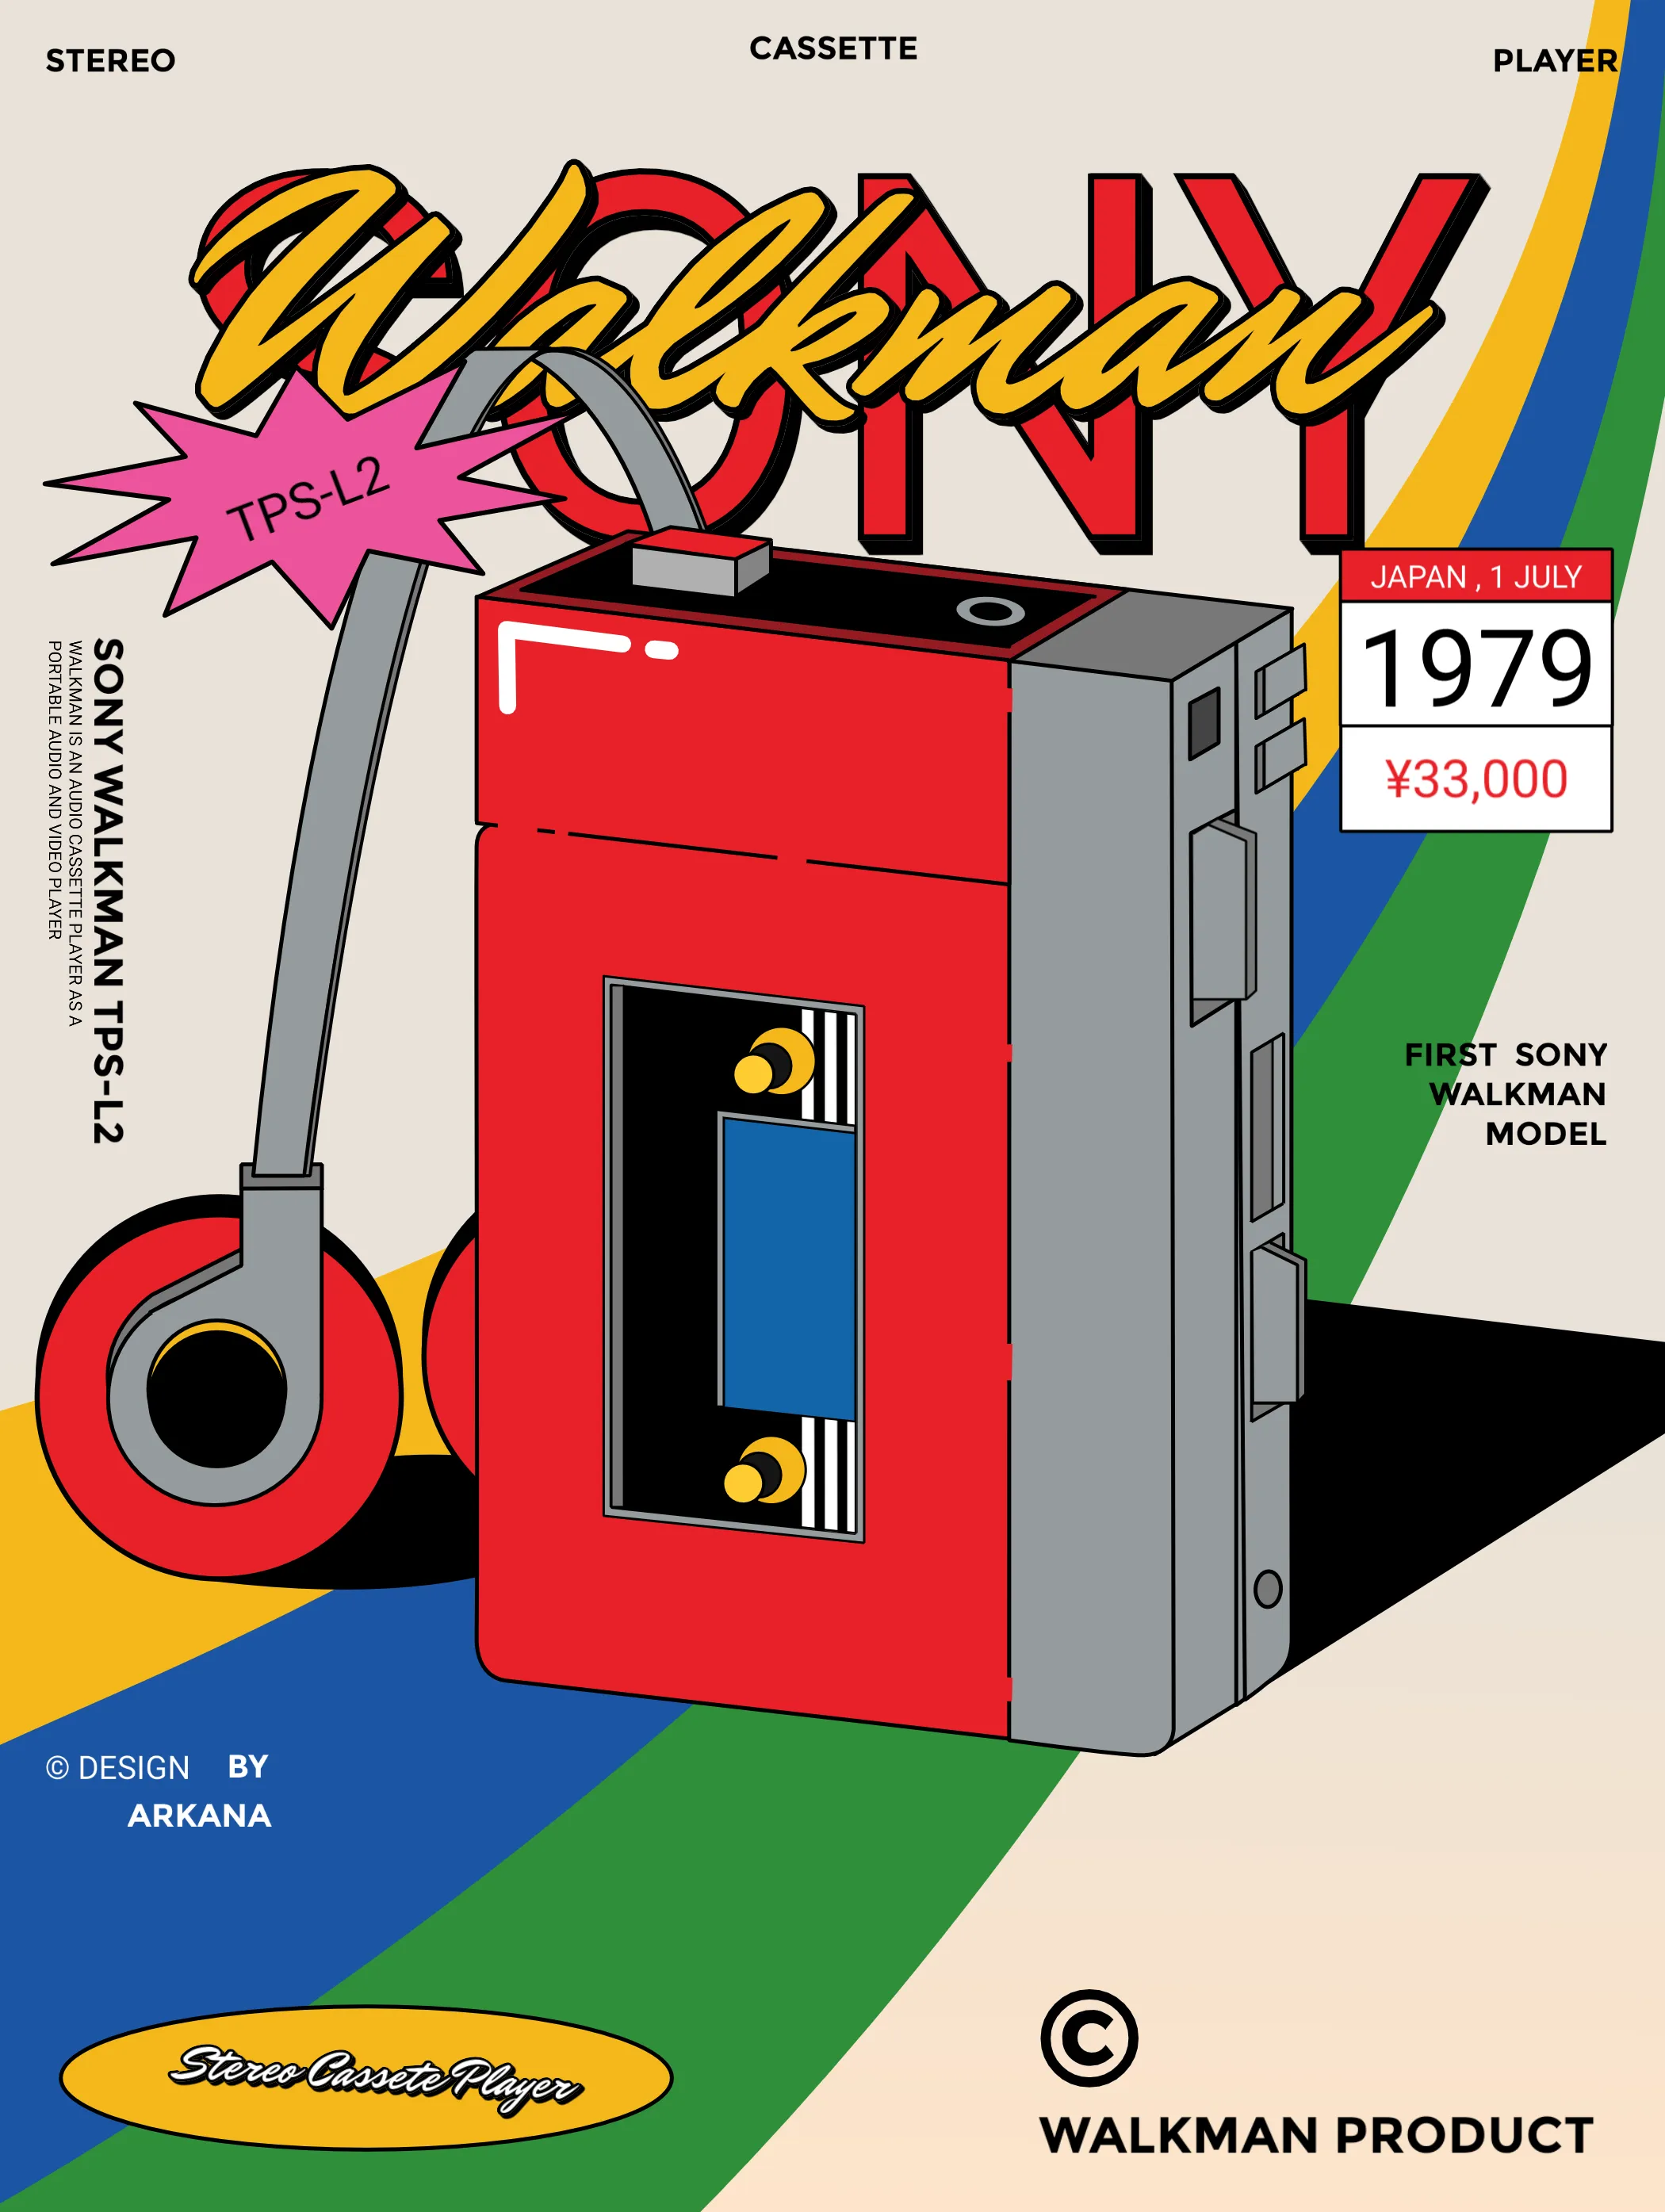 STEREO
CASSETTE
PLAYER
SONY
Walkman
TPS-L2
JAPAN , 1 JULY
1979
¥33,000
SONY WALKMAN TPS-L2
WALKMAN IS AN AUDIO CASSETTE PLAYER AS A
PORTABLE AUDIO AND VIDEO PLAYER
FIRST SONY
WALKMAN
MODEL
© DESIGN BY
ARKANA
Stereo Cassete Player
©
WALKMAN PRODUCT